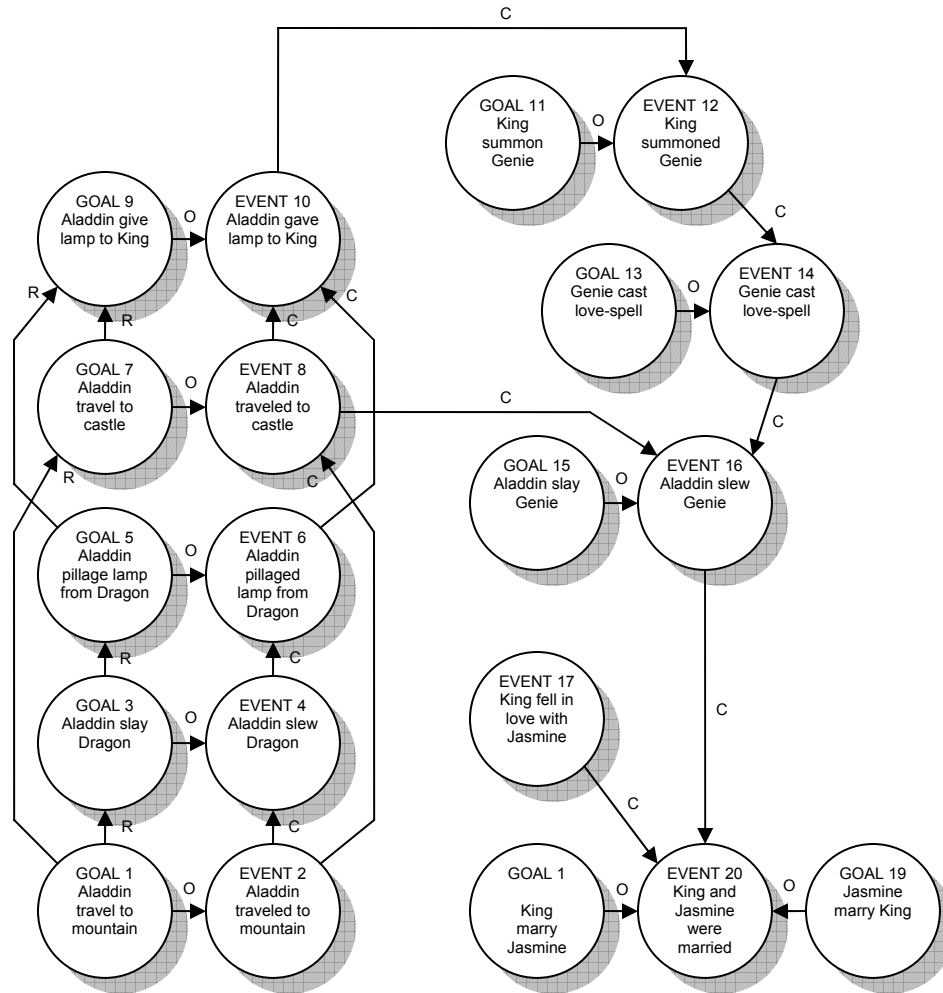 C
GOAL 11
King
summon
Genie
O
EVENT 12
King
summoned
Genie
C
GOAL 9
Aladdin give
lamp to King
O
EVENT 10
Aladdin gave
lamp to King
GOAL 13
Genie cast
love-spell
O
EVENT 14
Genie cast
love-spell
R
C
R
C
GOAL 7
Aladdin
travel to
castle
O
EVENT 8
Aladdin
traveled to
castle
C
C
R
C
GOAL 15
Aladdin slay
Genie
O
EVENT 16
Aladdin slew
Genie
GOAL 5
Aladdin
pillage lamp
from Dragon
O
EVENT 6
Aladdin
pillaged
lamp from
Dragon
R
C
GOAL 3
Aladdin slay
Dragon
O
EVENT 4
Aladdin slew
Dragon
EVENT 17
King fell in
love with
Jasmine
C
C
R
C
GOAL 1
Aladdin
travel to
mountain
O
EVENT 2
Aladdin
traveled to
mountain
GOAL 1
King
marry
Jasmine
O
EVENT 20
King and
Jasmine
were
married
O
GOAL 19
Jasmine
marry King